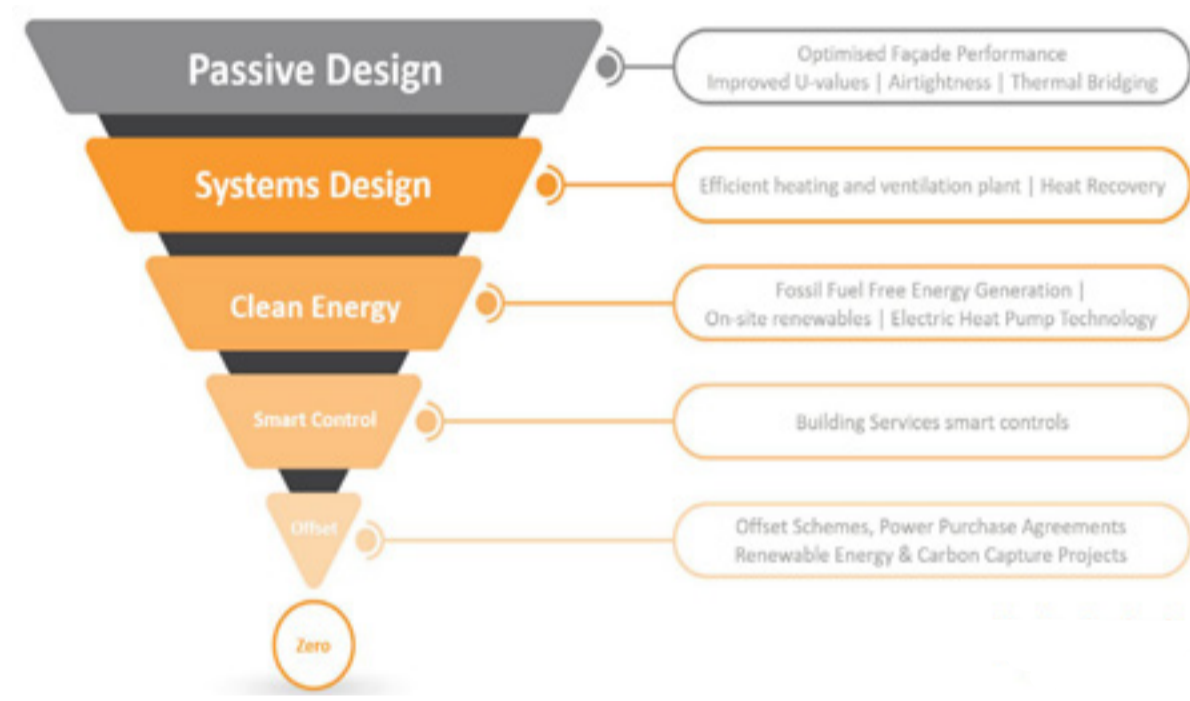 Passive Design
Optimised Façade Performance
Improved U-values | Airtightness | Thermal Bridging
Systems Design
Efficient heating and ventilation plant | Heat Recovery
Clean Energy
Fossil Fuel Free Energy Generation |
On-site renewables | Electric Heat Pump Technology
Smart Control
Building Services smart controls
Offset
Offset Schemes, Power Purchase Agreements
Renewable Energy & Carbon Capture Projects
Zero